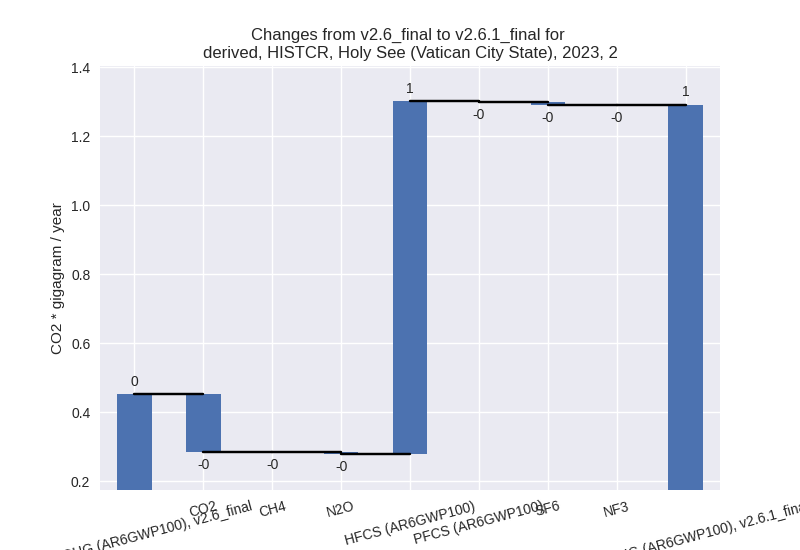 Changes from v2.6_final to v2.6.1_final for
derived, HISTCR, Holy See (Vatican City State), 2023, 2
CO2 * gigagram / year
1.4
1.2
1.0
0.8
0.6
0.4
0.2
0
-0
-0
-0
1
-0
-0
-0
1
(AR6GWP100), v2.6_final
CO2
CH4
N2O
HFCS (AR6GWP100)
PFCS (AR6GWP100)
SF6
NF3
(AR6GWP100), v2.6.1_final